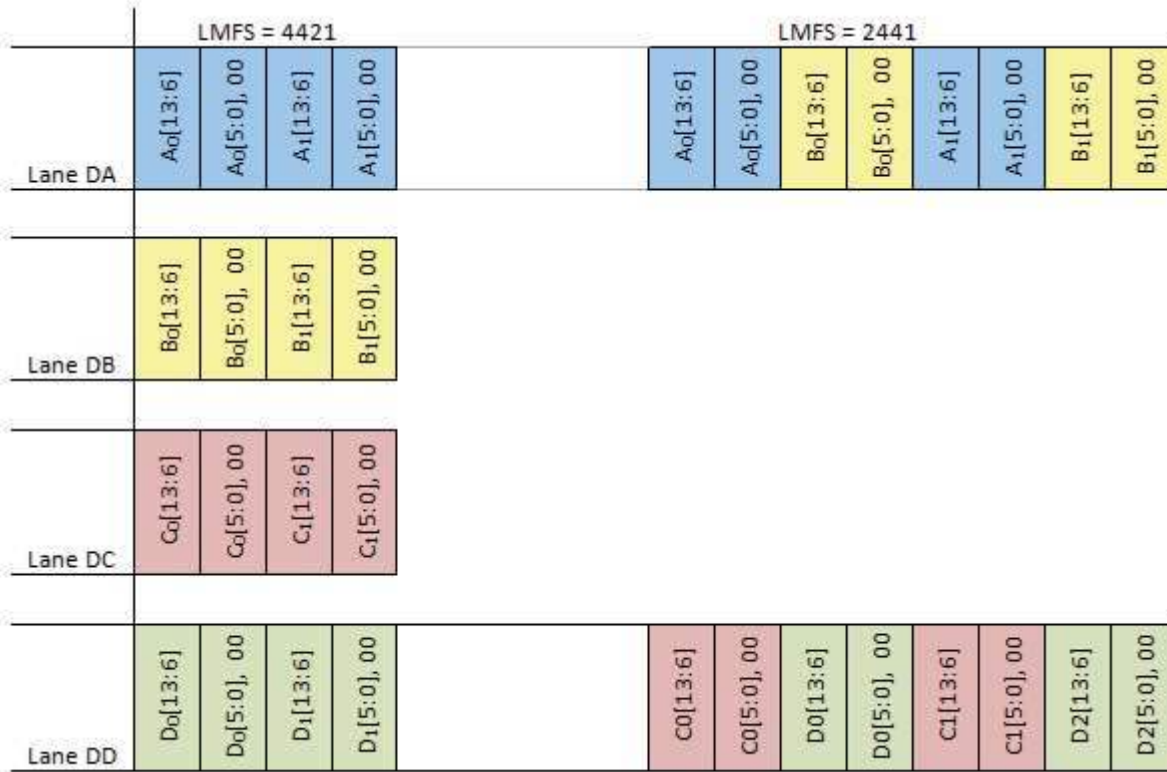 LMFS = 4421
LMFS = 2441
Lane DA
A0[13:6]
A0[5:0], 00
A1[13:6]
A1[5:0], 00
A0[13:6]
A0[5:0], 00
B0[13:6]
B0[5:0], 00
A1[13:6]
A1[5:0], 00
B1[13:6]
B1[5:0], 00
Lane DB
B0[13:6]
B0[5:0], 00
B1[13:6]
B1[5:0], 00
Lane DC
C0[13:6]
C0[5:0], 00
C1[13:6]
C1[5:0], 00
Lane DD
D0[13:6]
D0[5:0], 00
D1[13:6]
D1[5:0], 00
C0[13:6]
C0[5:0], 00
D0[13:6]
D0[5:0], 00
C1[13:6]
C1[5:0], 00
D2[13:6]
D2[5:0], 00